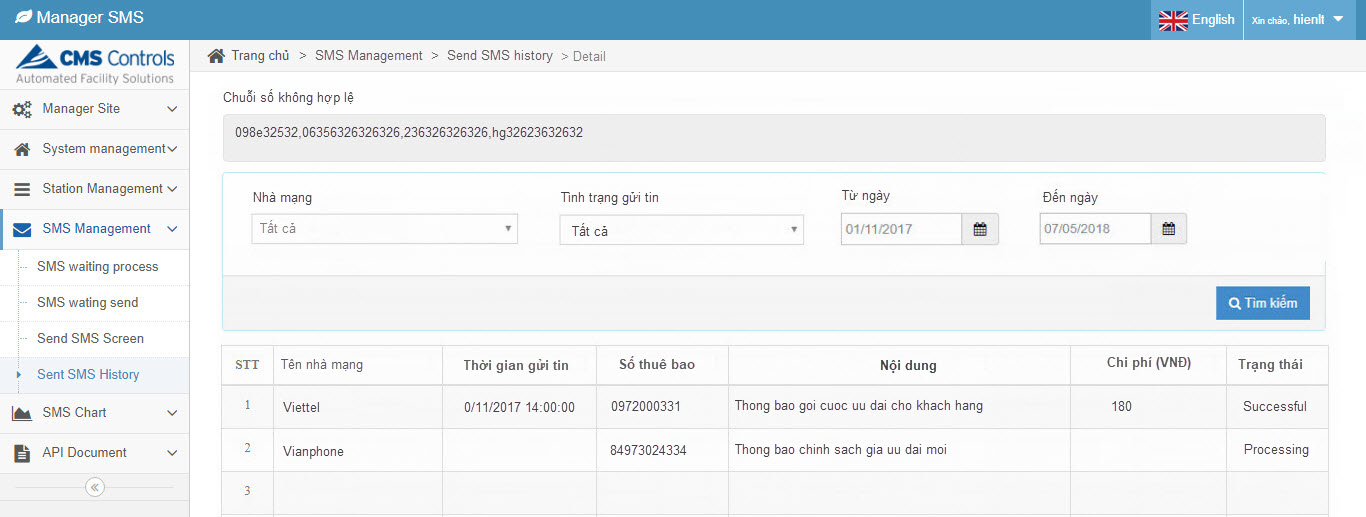 Manager SMS
English
Xin chào, hienlt
CMS Controls
Automated Facility Solutions
Trang chủ > SMS Management > Send SMS history > Detail
Manager Site
System management
Station Management
SMS Management
SMS waiting process
SMS wating send
Send SMS Screen
Sent SMS History
SMS Chart
API Document
Chuỗi số không hợp lệ
098e32532,06356326326326,236326326326,hg32623632632
Nhà mạng
Tình trạng gửi tin
Từ ngày
Đến ngày
Tất cả
Tất cả
01/11/2017
07/05/2018
Tìm kiếm
STT Tên nhà mạng Thời gian gửi tin Số thuê bao Nội dung Chi phí (VNĐ) Trạng thái
1 Viettel 0/11/2017 14:00:00 0972000331 Thong bao goi cuoc uu dai cho khach hang 180 Successful
2 Vianphone 84973024334 Thong bao chinh sach gia uu dai moi Processing
3